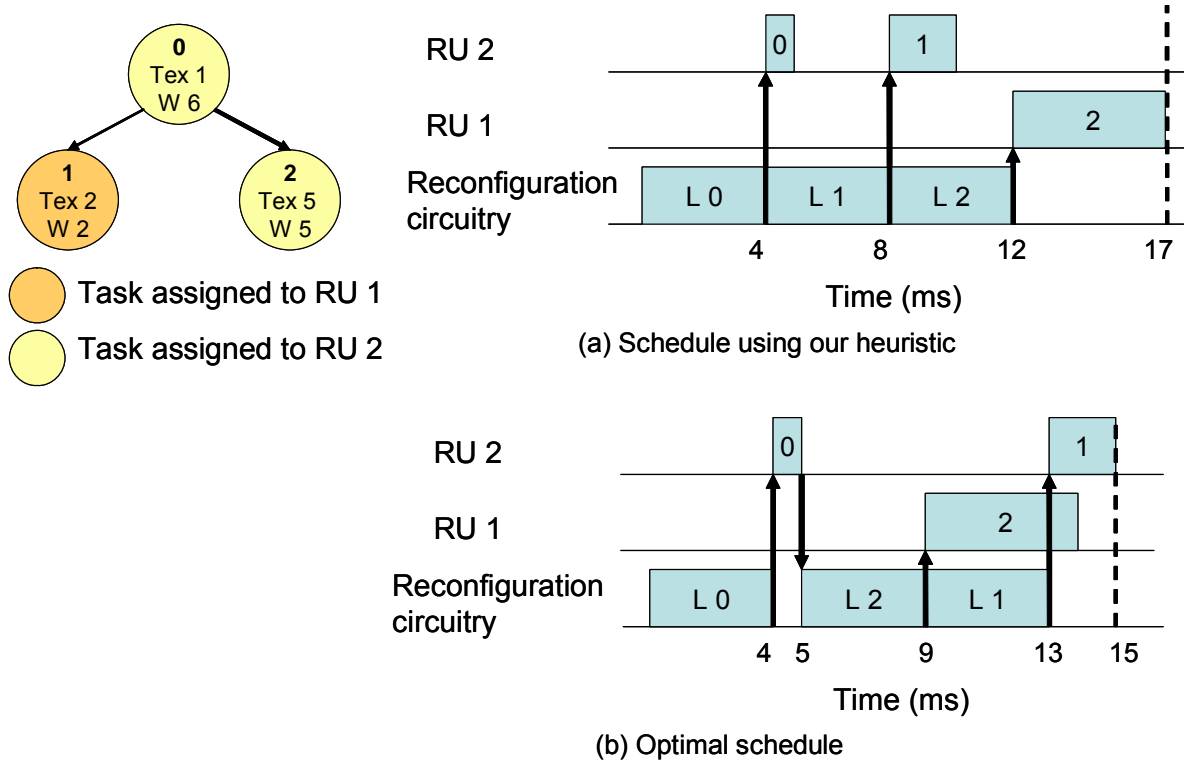 0
Tex 1
W 6
1
Tex 2
W 2
2
Tex 5
W 5
Task assigned to RU 1
Task assigned to RU 2
RU 2
0
1
RU 1
2
Reconfiguration
circuitry
L 0
L 1
L 2
4
8
12
17
Time (ms)
(a) Schedule using our heuristic
RU 2
0
1
RU 1
2
Reconfiguration
circuitry
L 0
L 2
L 1
4
5
9
13
15
Time (ms)
(b) Optimal schedule